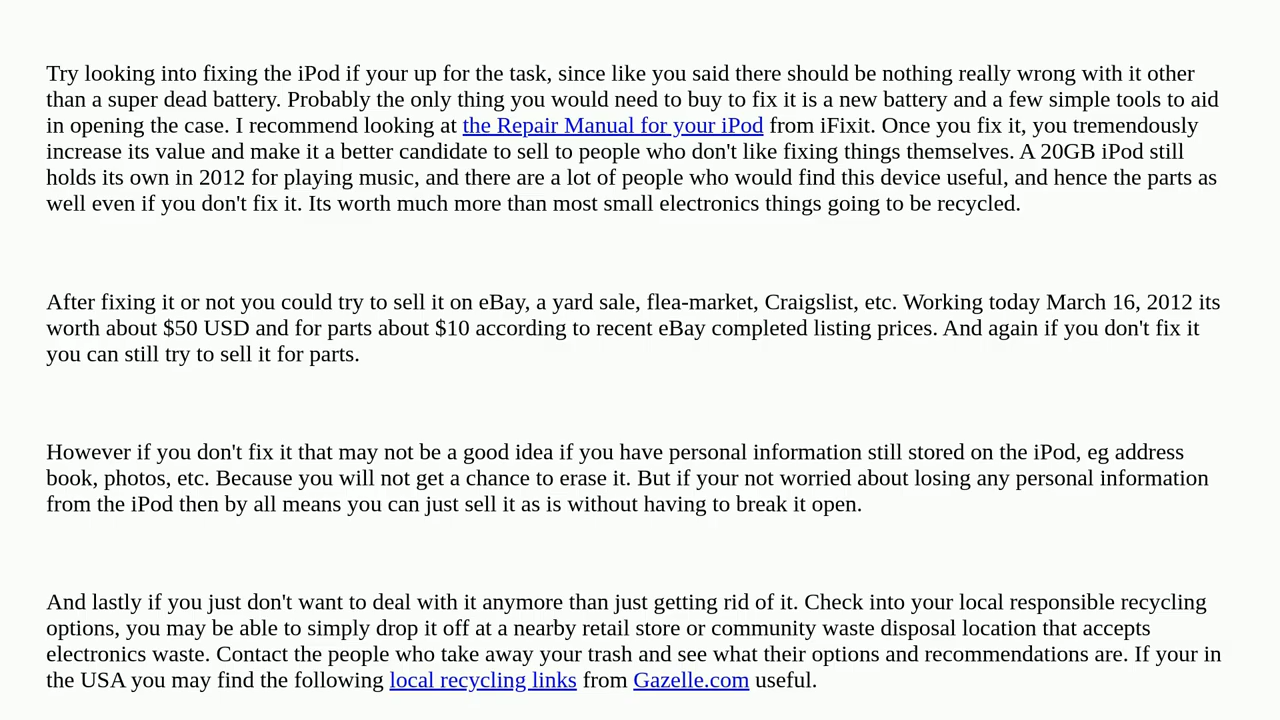 Try looking into fixing the iPod if your up for the task, since like you said there should be nothing really wrong with it other
than a super dead battery. Probably the only thing you would need to buy to fix it is a new battery and a few simple tools to aid
in opening the case. I recommend looking at the Repair Manual for your iPod from iFixit. Once you fix it, you tremendously
increase its value and make it a better candidate to sell to people who don't like fixing things themselves. A 20GB iPod still
holds its own in 2012 for playing music, and there are a lot of people who would find this device useful, and hence the parts as
well even if you don't fix it. Its worth much more than most small electronics things going to be recycled.
After fixing it or not you could try to sell it on eBay, a yard sale, flea-market, Craigslist, etc. Working today March 16, 2012 its
worth about $50 USD and for parts about $10 according to recent eBay completed listing prices. And again if you don't fix it
you can still try to sell it for parts.
However if you don't fix it that may not be a good idea if you have personal information still stored on the iPod, eg address
book, photos, etc. Because you will not get a chance to erase it. But if your not worried about losing any personal information
from the iPod then by all means you can just sell it as is without having to break it open.
And lastly if you just don't want to deal with it anymore than just getting rid of it. Check into your local responsible recycling
options, you may be able to simply drop it off at a nearby retail store or community waste disposal location that accepts
electronics waste. Contact the people who take away your trash and see what their options and recommendations are. If your in
the USA you may find the following local recycling links from Gazelle.com useful.